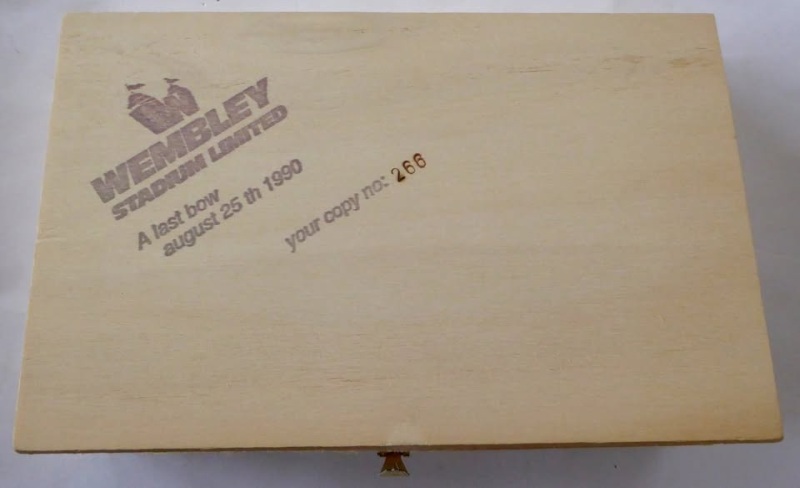 WEMBLEY
STADIUM LIMITED
A last bow
august 25 th 1990
your copy no: 266